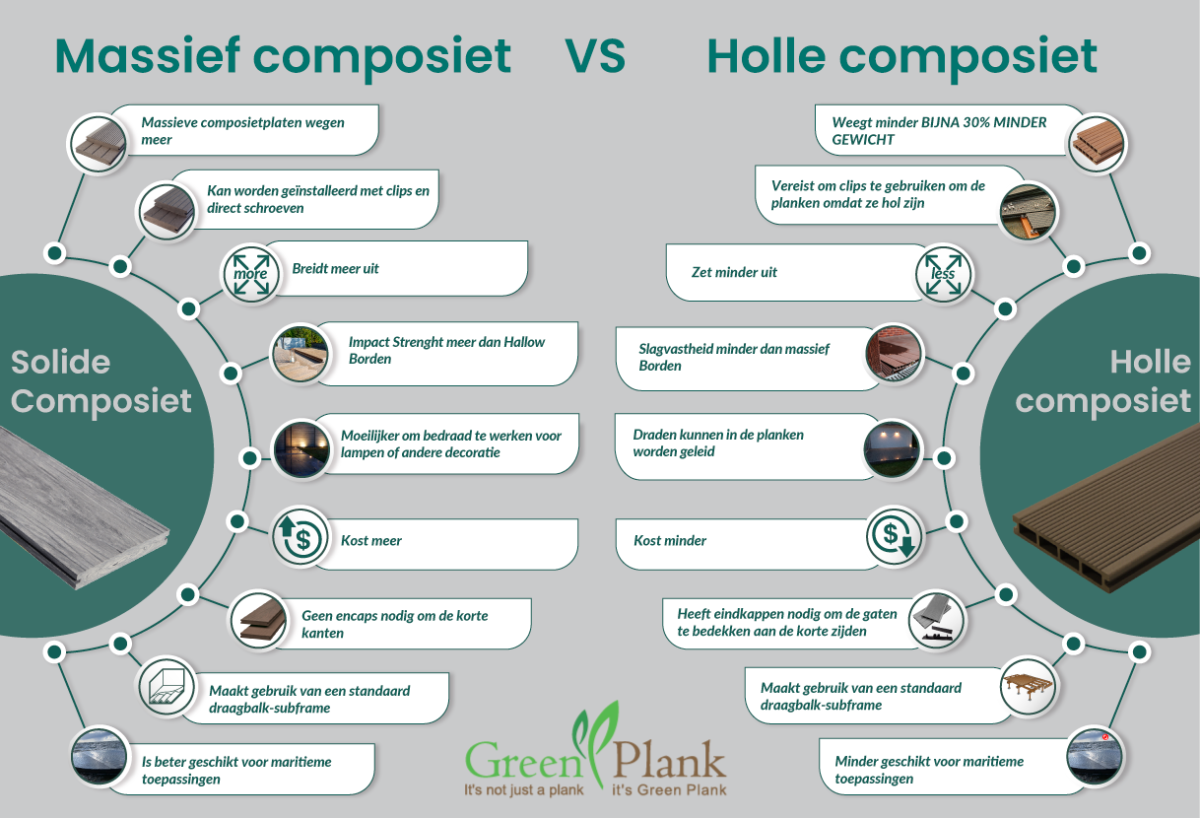 Massief composiet VS Holle composiet
Massieve composietplaten wegen
meer
Kan worden geïnstalleerd met clips en
direct schroeven
more
Breidt meer uit
Impact Strenght meer dan Hallow
Borden
Moeilijker om bedraad te werken voor
lampen of andere decoratie
$
Kost meer
Geen encaps nodig om de korte
kanten
Maakt gebruik van een standaard
draagbalk-subframe
Is beter geschikt voor maritieme
toepassingen
Solide
Composiet
Weegt minder BIJNA 30% MINDER
GEWICHT
Vereist om clips te gebruiken om de
planken omdat ze hol zijn
Zet minder uit
less
Slagvastheid minder dan massief
Borden
Draden kunnen in de planken
worden geleid
Kost minder
$
Heeft eindkappen nodig om de gaten
te bedekken aan de korte zijden
Maakt gebruik van een standaard
draagbalk-subframe
Minder geschikt voor maritieme
toepassingen
Holle
composiet
Green Plank
It's not just a plank it's Green Plank